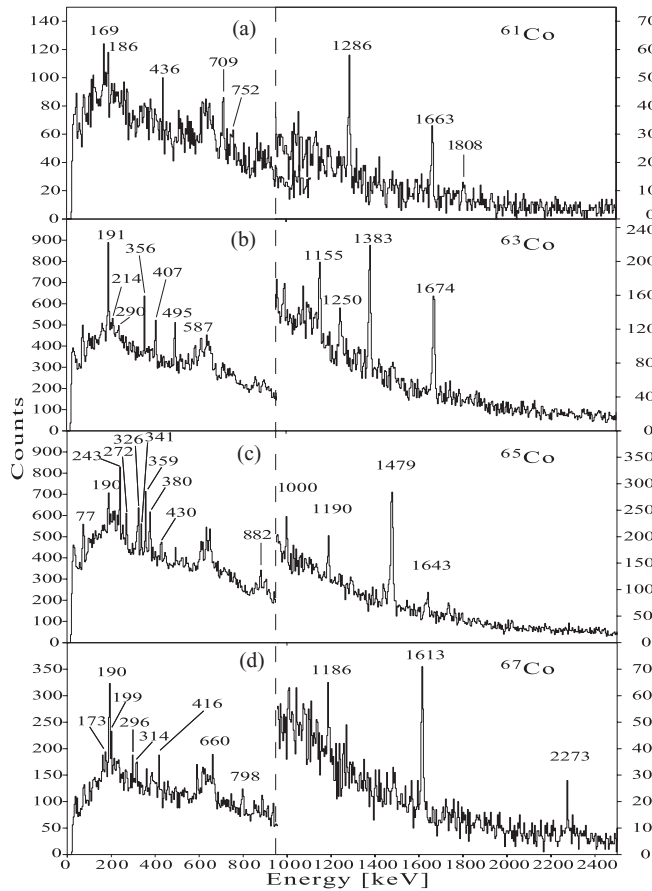 (a) 61Co
140 120 100 80 60 40 20 0
169 186 436 709 752 1286 1663 1808
70 60 50 40 30 20 10 0
(b) 63Co
900 800 700 600 500 400 300 200 100 0
191 214 290 356 407 495 587 1155 1250 1383 1674
240 200 160 120 80 40 0
(c) 65Co
900 800 700 600 500 400 300 200 100 0
77 190 243 272 326 341 359 380 430 882 1000 1190 1479 1643
350 300 250 200 150 100 50 0
(d) 67Co
350 300 250 200 150 100 50 0
173 190 199 296 314 416 660 798 1186 1613 2273
70 60 50 40 30 20 10 0
0 200 400 600 800 1000 1200 1400 1600 1800 2000 2200 2400
Counts
Energy [keV]